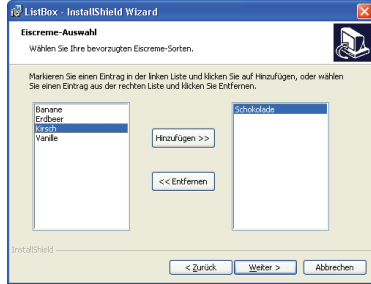 ListBox - InstallShield Wizard
Eiscreme-Auswahl
Wählen Sie Ihre bevorzugten Eiscreme-Sorten.
Markieren Sie einen Eintrag in der linken Liste und klicken Sie auf Hinzufügen, oder wählen
Sie einen Eintrag aus der rechten Liste und klicken Sie Entfernen.
Banane
Erdbeer
Kirsch
Vanille
Hinzufügen >>
<< Entfernen
Schokolade
InstallShield
< Zurück
Weiter >
Abbrechen